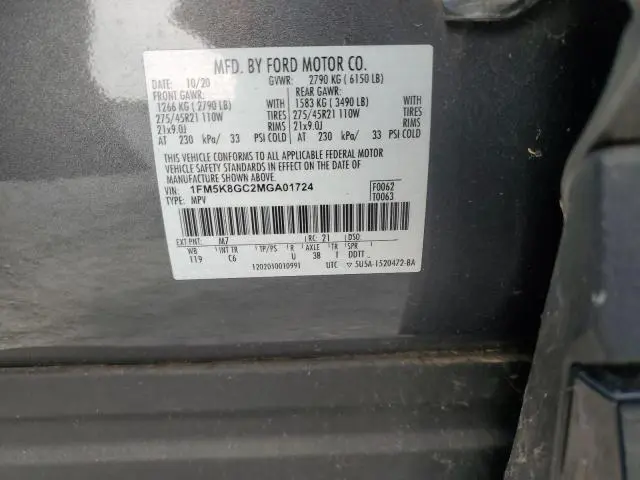 MFD. BY FORD MOTOR CO.
DATE: 10/20 GVWR: 2790 KG ( 6150 LB)
FRONT GAWR: REAR GAWR:
1266 KG ( 2790 LB) 1583 KG ( 3490 LB)
275/45R21 110W TIRES 275/45R21 110W TIRES
21x9.0J RIMS 21x9.0J RIMS
AT 230 kPa/ 33 PSI COLD AT 230 kPa/ 33 PSI COLD
THIS VEHICLE CONFORMS TO ALL APPLICABLE FEDERAL MOTOR
VEHICLE SAFETY STANDARDS IN EFFECT ON THE DATE OF
MANUFACTURE SHOWN ABOVE.
VIN: 1FM5K8GC2MGA01724 F0062
TYPE: MPV T0063
EXT PNT: M7 RC: 21 DSO:
WB INT TR TP/PS R AXLE TR SPR
119 C6 U 38 T DDTT
1202010010991 UTC 5U5A-1520472-BA